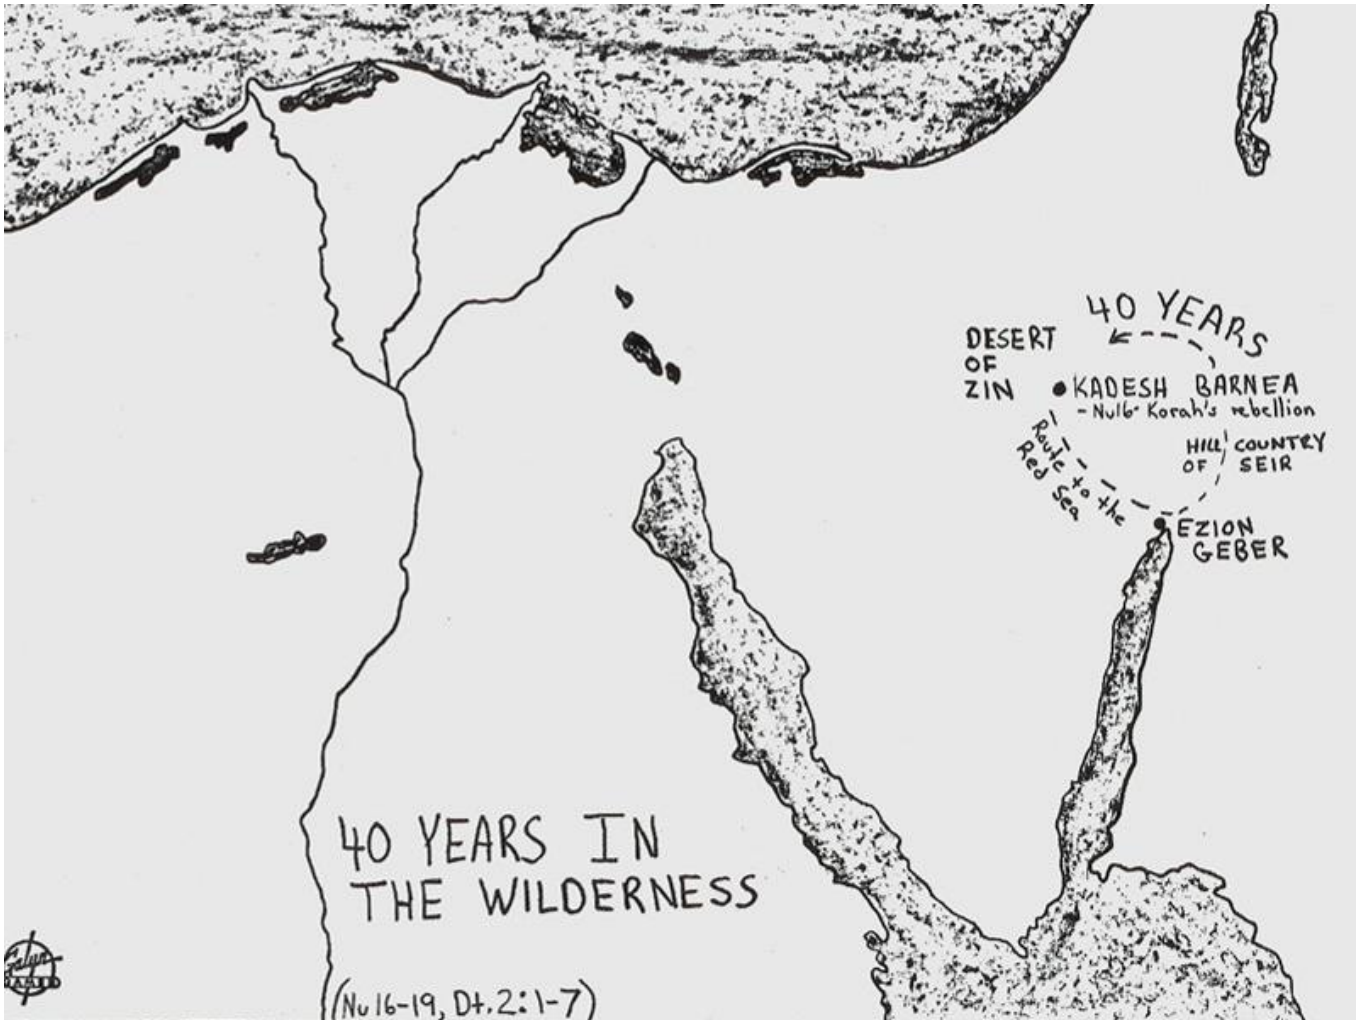 40 YEARS
DESERT
OF
ZIN
KADESH BARNEA
-Nu16- Korah's rebellion
HILL COUNTRY
OF SEIR
Route to the
Red Sea
EZION
GEBER
40 YEARS IN
THE WILDERNESS
(Nu 16-19, Dt. 2:1-7)